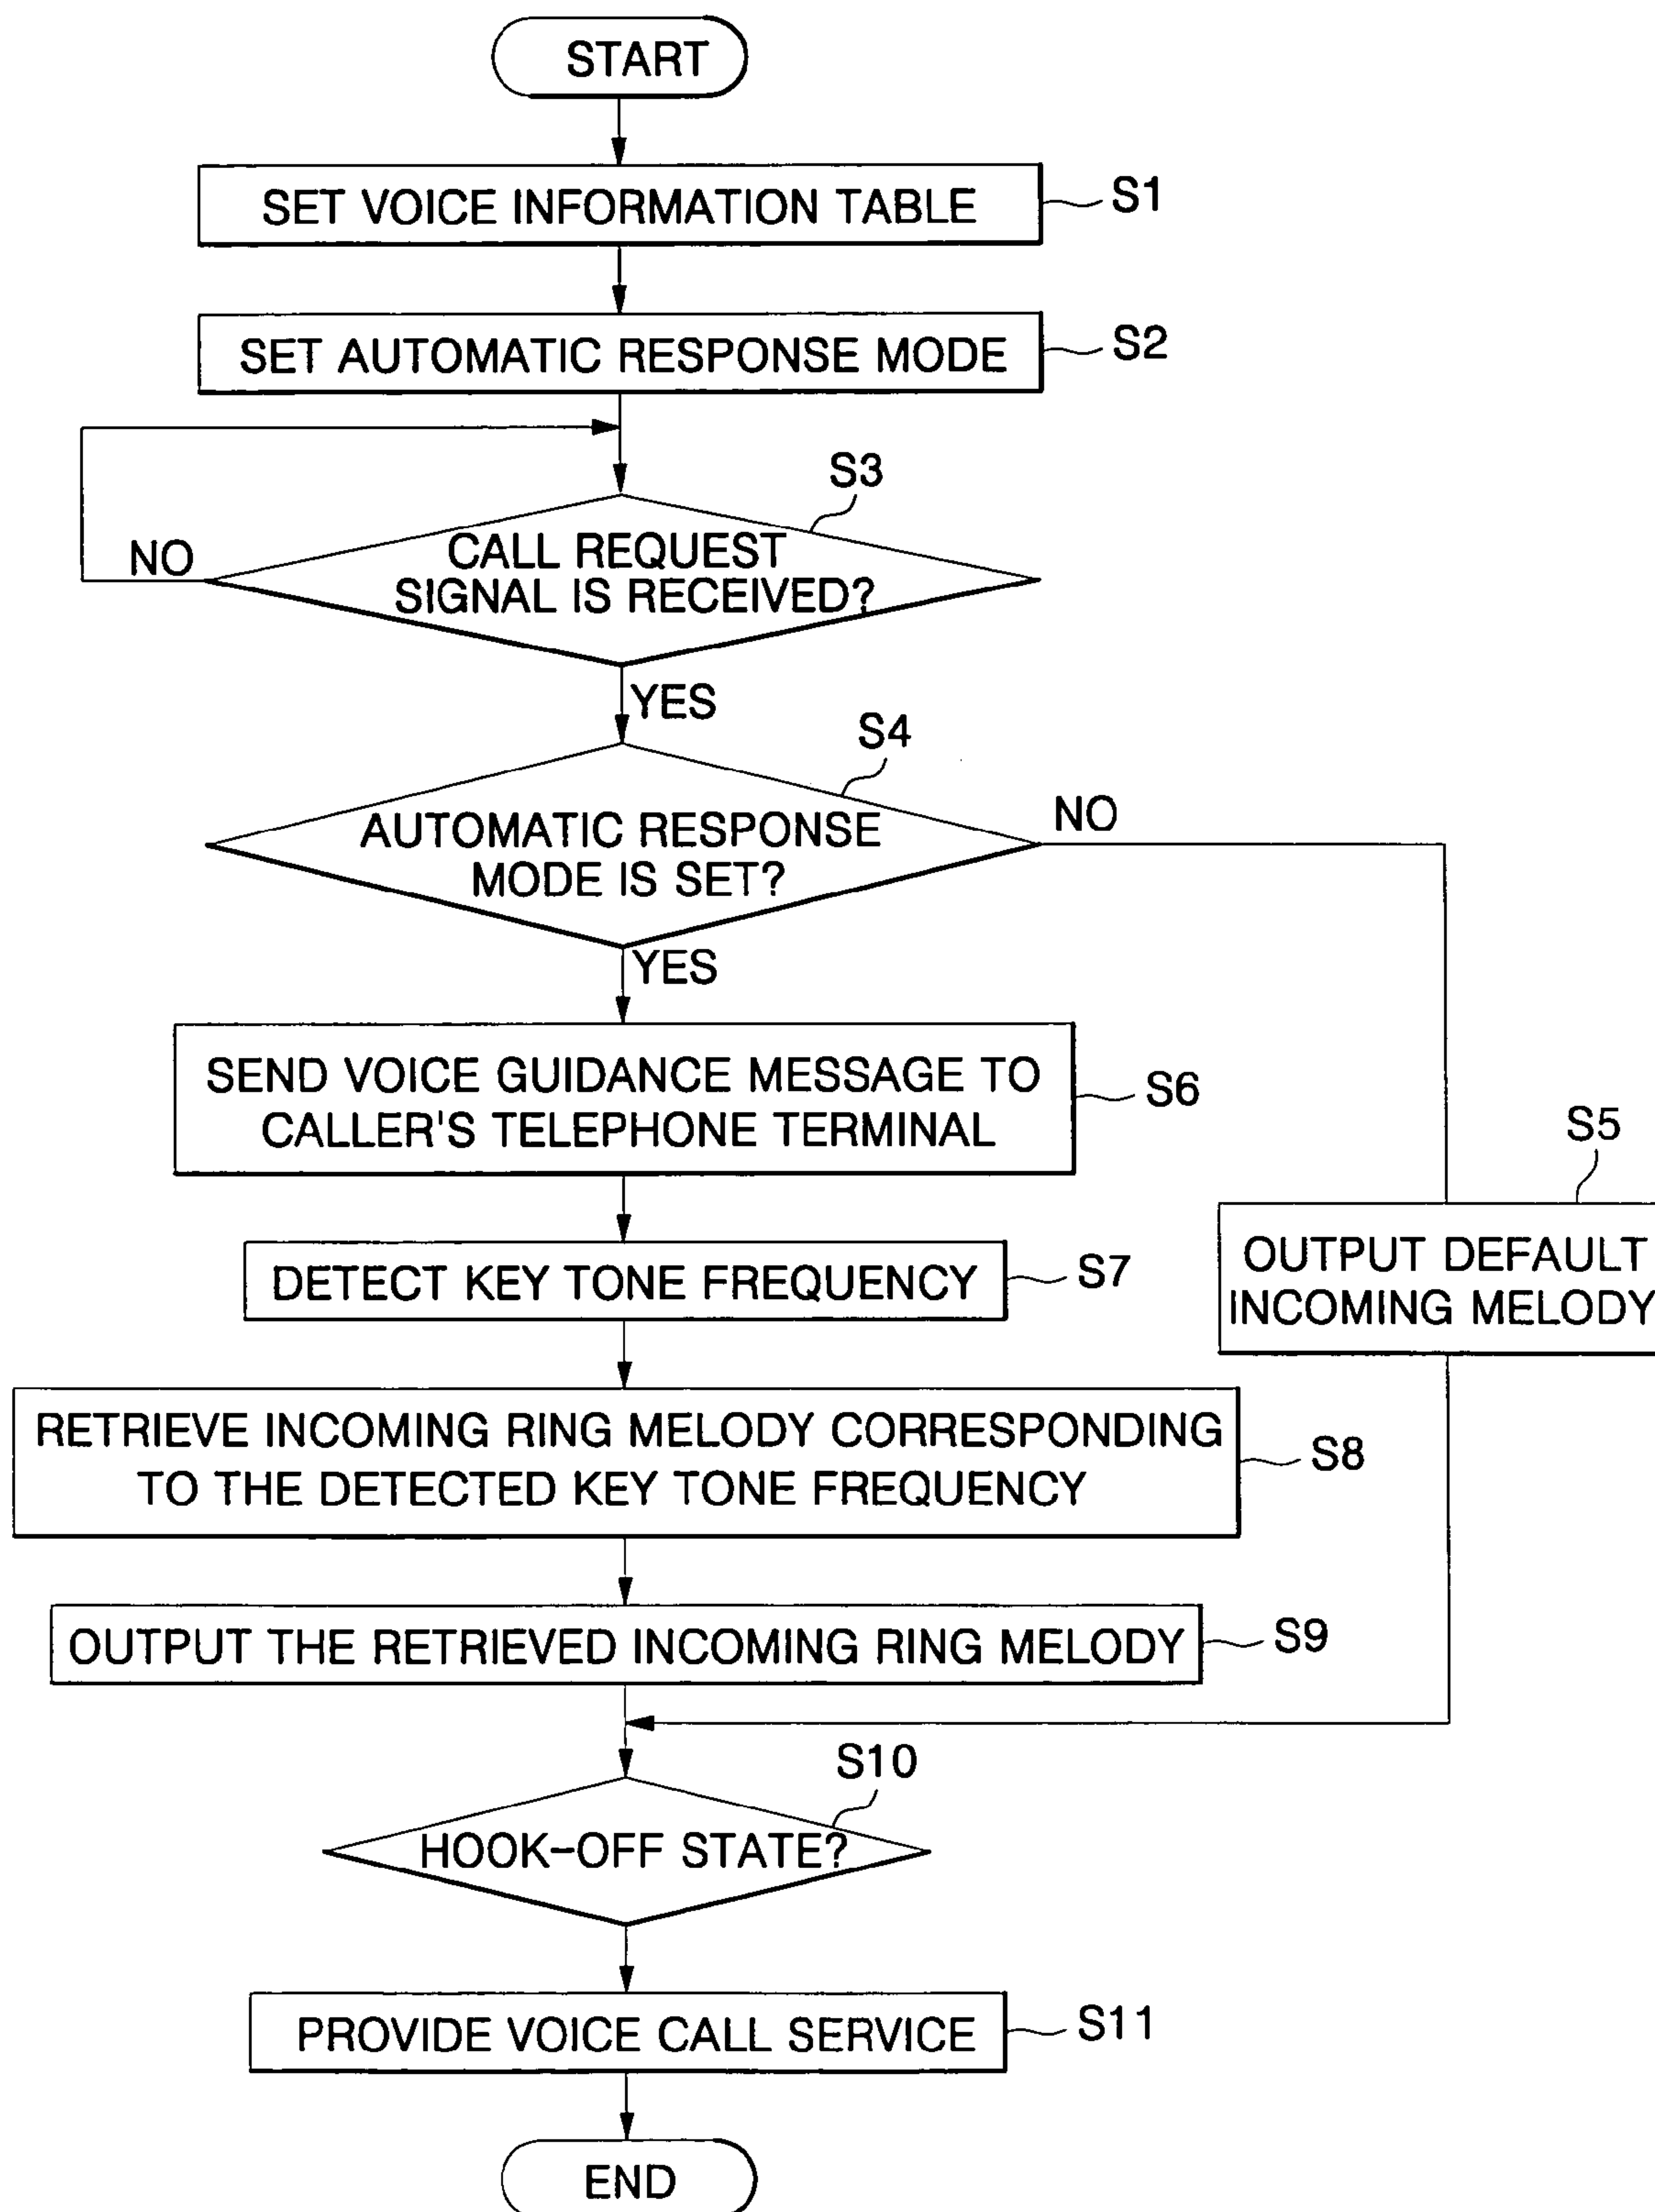 START
SET VOICE INFORMATION TABLE
S1
SET AUTOMATIC RESPONSE MODE
S2
S3
CALL REQUEST
SIGNAL IS RECEIVED?
NO
YES
S4
AUTOMATIC RESPONSE
MODE IS SET?
NO
YES
SEND VOICE GUIDANCE MESSAGE TO
CALLER'S TELEPHONE TERMINAL
S6
S5
OUTPUT DEFAULT
INCOMING MELODY
DETECT KEY TONE FREQUENCY
S7
RETRIEVE INCOMING RING MELODY CORRESPONDING
TO THE DETECTED KEY TONE FREQUENCY
S8
OUTPUT THE RETRIEVED INCOMING RING MELODY
S9
S10
HOOK-OFF STATE?
PROVIDE VOICE CALL SERVICE
S11
END